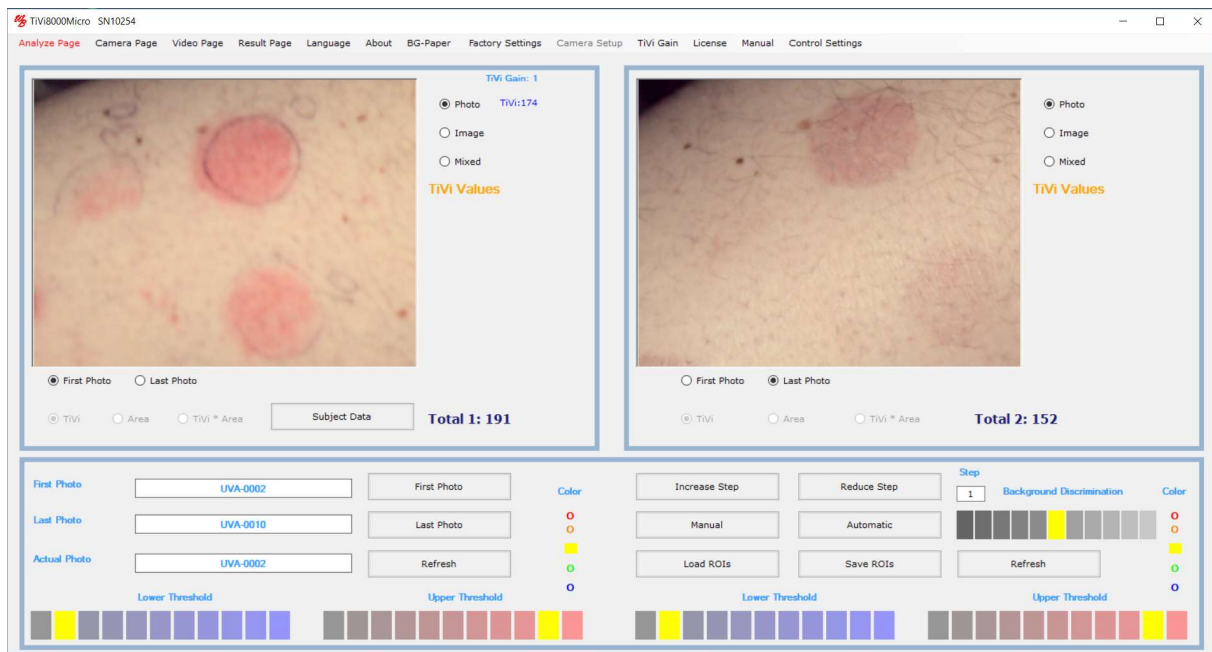 TiVi8000Micro SN10254
Analyze Page Camera Page Video Page Result Page Language About BG-Paper Factory Settings Camera Setup TiVi Gain License Manual Control Settings
TiVi Gain: 1
Photo TiVi:174
Image
Mixed
TiVi Values
First Photo Last Photo
TiVi Area TiVi * Area Subject Data Total 1: 191
Photo
Image
Mixed
TiVi Values
First Photo Last Photo
TiVi Area TiVi * Area Total 2: 152
First Photo UVA-0002 First Photo Color
Last Photo UVA-0010 Last Photo
Actual Photo UVA-0002 Refresh
Lower Threshold Upper Threshold
Step
Increase Step Reduce Step 1 Background Discrimination Color
Manual Automatic
Load ROIs Save ROIs Refresh
Lower Threshold Upper Threshold